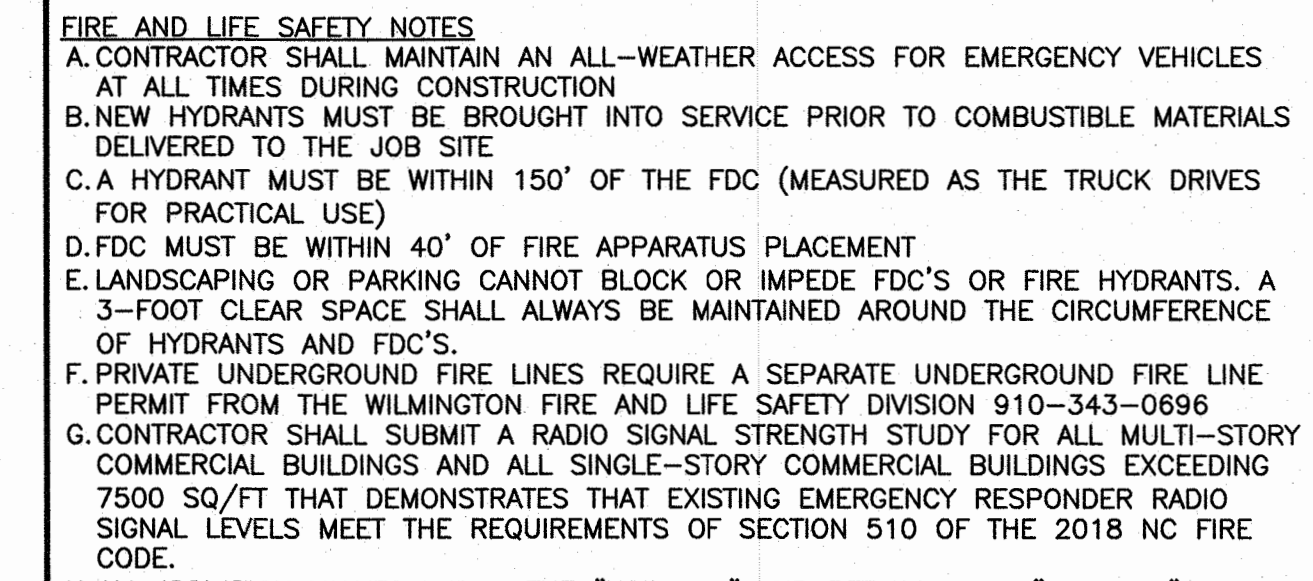 FIRE AND LIFE SAFETY NOTES
A. CONTRACTOR SHALL MAINTAIN AN ALL-WEATHER ACCESS FOR EMERGENCY VEHICLES
AT ALL TIMES DURING CONSTRUCTION
B. NEW HYDRANTS MUST BE BROUGHT INTO SERVICE PRIOR TO COMBUSTIBLE MATERIALS
DELIVERED TO THE JOB SITE
C. A HYDRANT MUST BE WITHIN 150' OF THE FDC (MEASURED AS THE TRUCK DRIVES
FOR PRACTICAL USE)
D. FDC MUST BE WITHIN 40' OF FIRE APPARATUS PLACEMENT
E. LANDSCAPING OR PARKING CANNOT BLOCK OR IMPEDE FDC'S OR FIRE HYDRANTS. A
3-FOOT CLEAR SPACE SHALL ALWAYS BE MAINTAINED AROUND THE CIRCUMFERENCE
OF HYDRANTS AND FDC'S.
F. PRIVATE UNDERGROUND FIRE LINES REQUIRE A SEPARATE UNDERGROUND FIRE LINE
PERMIT FROM THE WILMINGTON FIRE AND LIFE SAFETY DIVISION 910-343-0696
G. CONTRACTOR SHALL SUBMIT A RADIO SIGNAL STRENGTH STUDY FOR ALL MULTI-STORY
COMMERCIAL BUILDINGS AND ALL SINGLE-STORY COMMERCIAL BUILDINGS EXCEEDING
7500 SQ/FT THAT DEMONSTRATES THAT EXISTING EMERGENCY RESPONDER RADIO
SIGNAL LEVELS MEET THE REQUIREMENTS OF SECTION 510 OF THE 2018 NC FIRE
CODE.